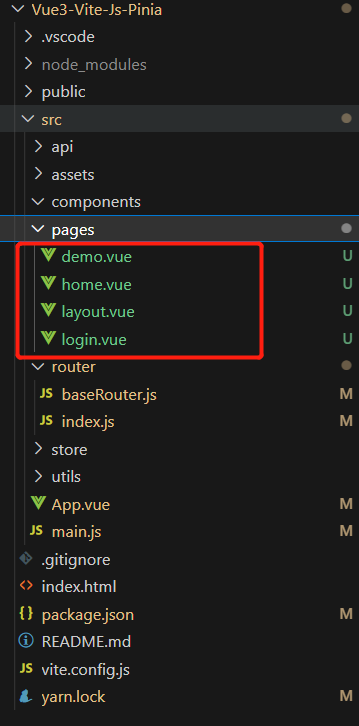 Vue3-Vite-Js-Pinia
.vscode
node_modules
public
src
api
assets
components
pages
demo.vue U
home.vue U
layout.vue U
login.vue U
router
JS baseRouter.js M
JS index.js M
store
utils
App.vue M
JS main.js M
.gitignore
index.html
package.json M
README.md
JS vite.config.js
yarn.lock M